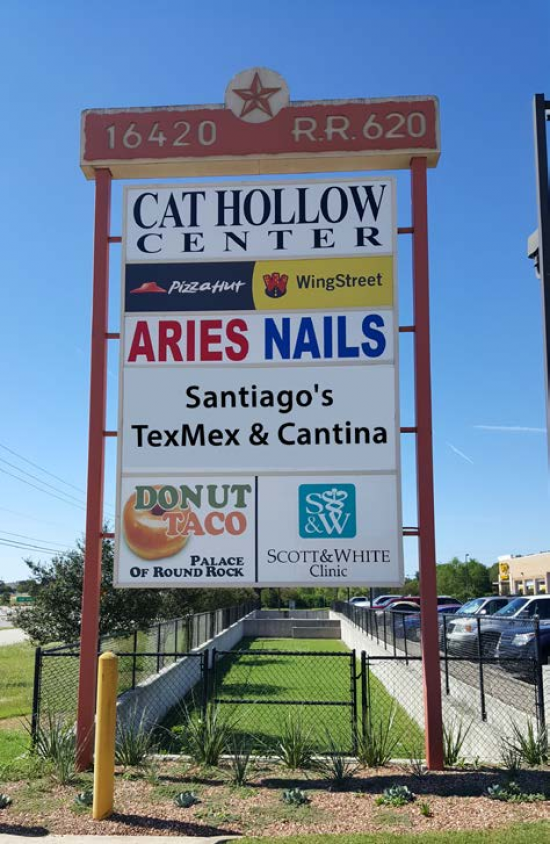 16420 R.R. 620
CAT HOLLOW
CENTER
Pizza Hut WingStreet
ARIES NAILS
Santiago's
TexMex & Cantina
DONUT
TACO
PALACE
OF ROUND ROCK
S&W
SCOTT&WHITE
Clinic